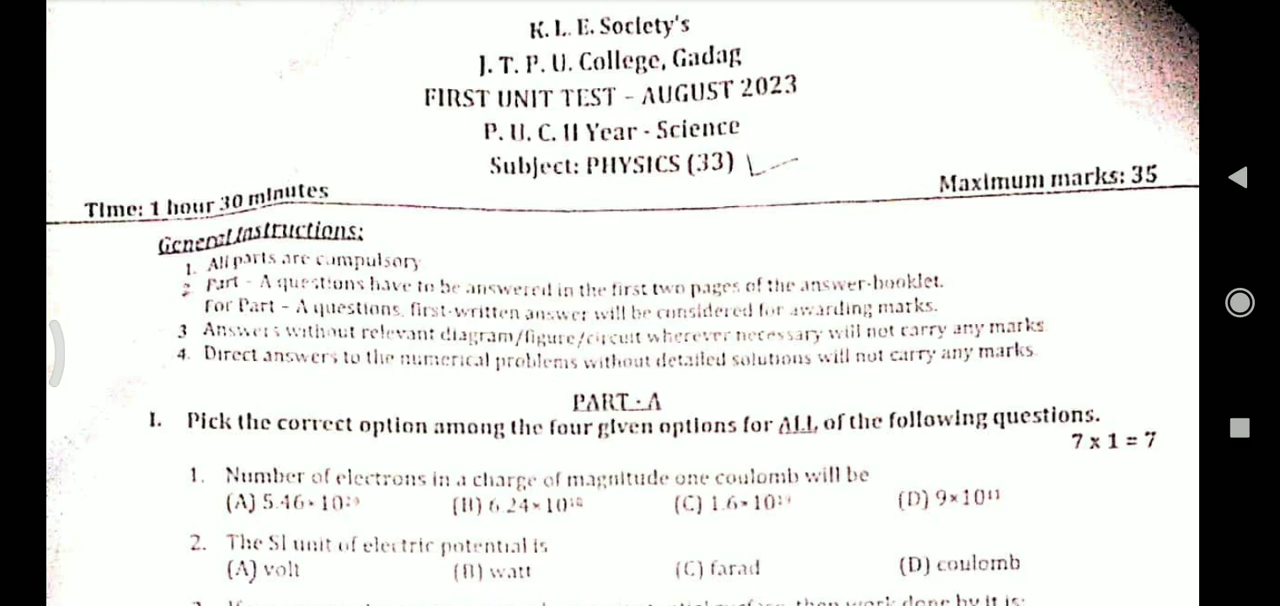 K. L. E. Society's
J. T. P. U. College, Gadag
FIRST UNIT TEST - AUGUST 2023
P. U. C. II Year - Science
Subject: PHYSICS (33)
Time: 1 hour 30 minutes
Maximum marks: 35
General Instructions:
1. All parts are compulsory
2. Part - A questions have to be answered in the first two pages of the answer-booklet.
For Part - A questions, first-written answer will be considered for awarding marks.
3 Answers without relevant diagram/figure/circuit wherever necessary will not carry any marks
4. Direct answers to the numerical problems without detailed solutions will not carry any marks
PART - A
I. Pick the correct option among the four given options for ALL of the following questions.
7 x 1 = 7
1. Number of electrons in a charge of magnitude one coulomb will be
(A) 5.46× (B) 6.24× (C) 1.6× (D) 9×10¹¹
2. The SI unit of electric potential is
(A) volt (B) watt (C) farad (D) coulomb
then work done by it is: